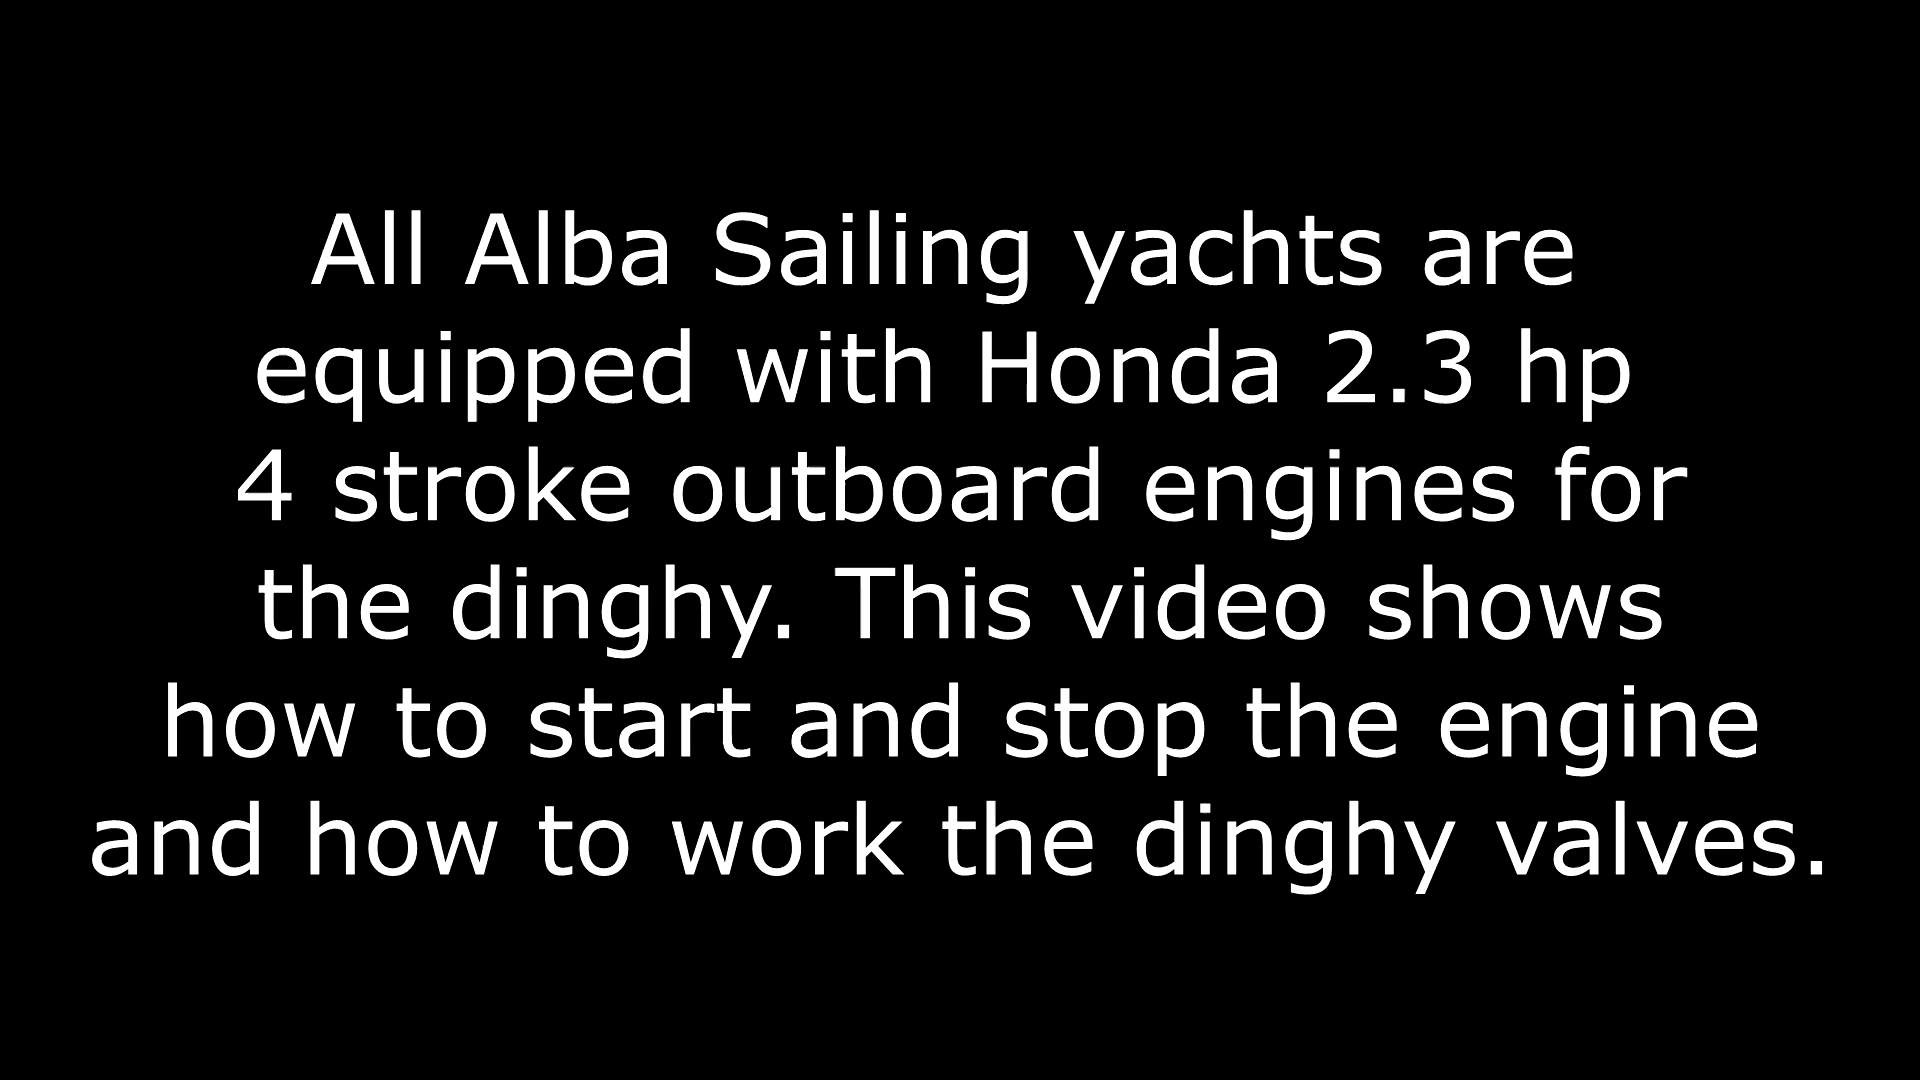 All Alba Sailing yachts are
equipped with Honda 2.3 hp
4 stroke outboard engines for
the dinghy. This video shows
how to start and stop the engine
and how to work the dinghy valves.